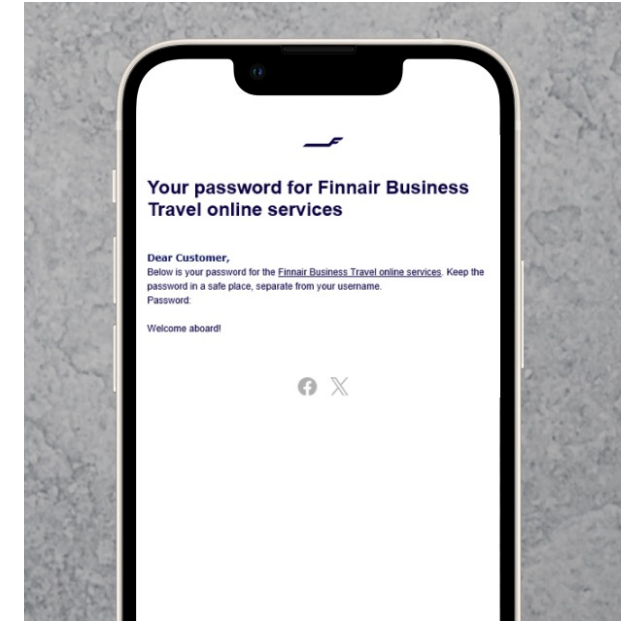 Your password for Finnair Business
Travel online services
Dear Customer,
Below is your password for the Finnair Business Travel online services. Keep the
password in a safe place, separate from your username.
Password:
Welcome aboard!